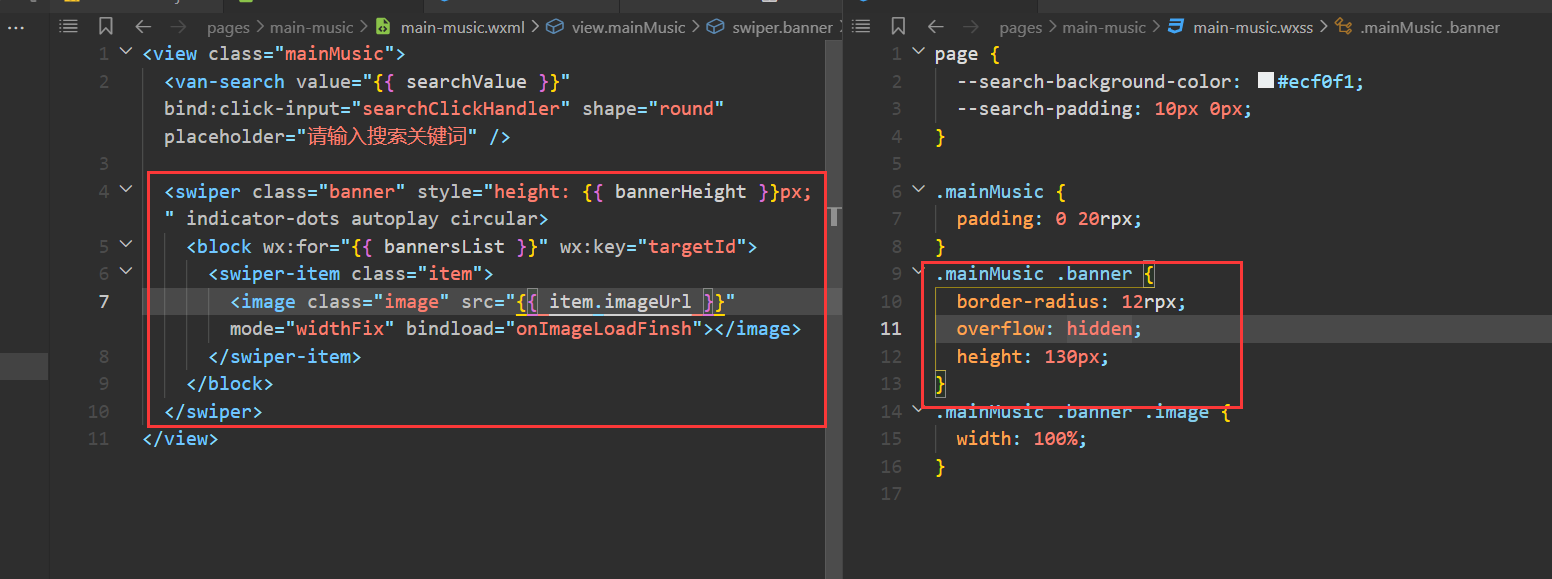 pages > main-music > main-music.wxml > view.mainMusic > swiper.banner
1 <view class="mainMusic">
2 <van-search value="{{ searchValue }}"
bind:click-input="searchClickHandler" shape="round"
placeholder="请输入搜索关键词" />
3
4 <swiper class="banner" style="height: {{ bannerHeight }}px;
" indicator-dots autoplay circular>
5 <block wx:for="{{ bannersList }}" wx:key="targetId">
6 <swiper-item class="item">
7 <image class="image" src="{{ item.imageUrl }}"
mode="widthFix" bindload="onImageLoadFinsh"></image>
8 </swiper-item>
9 </block>
10 </swiper>
11 </view>
pages > main-music > main-music.wxss > .mainMusic .banner
1 page {
2 --search-background-color: #ecf0f1;
3 --search-padding: 10px 0px;
4 }
5
6 .mainMusic {
7 padding: 0 20rpx;
8 }
9 .mainMusic .banner {
10 border-radius: 12rpx;
11 overflow: hidden;
12 height: 130px;
13 }
14 .mainMusic .banner .image {
15 width: 100%;
16 }
17